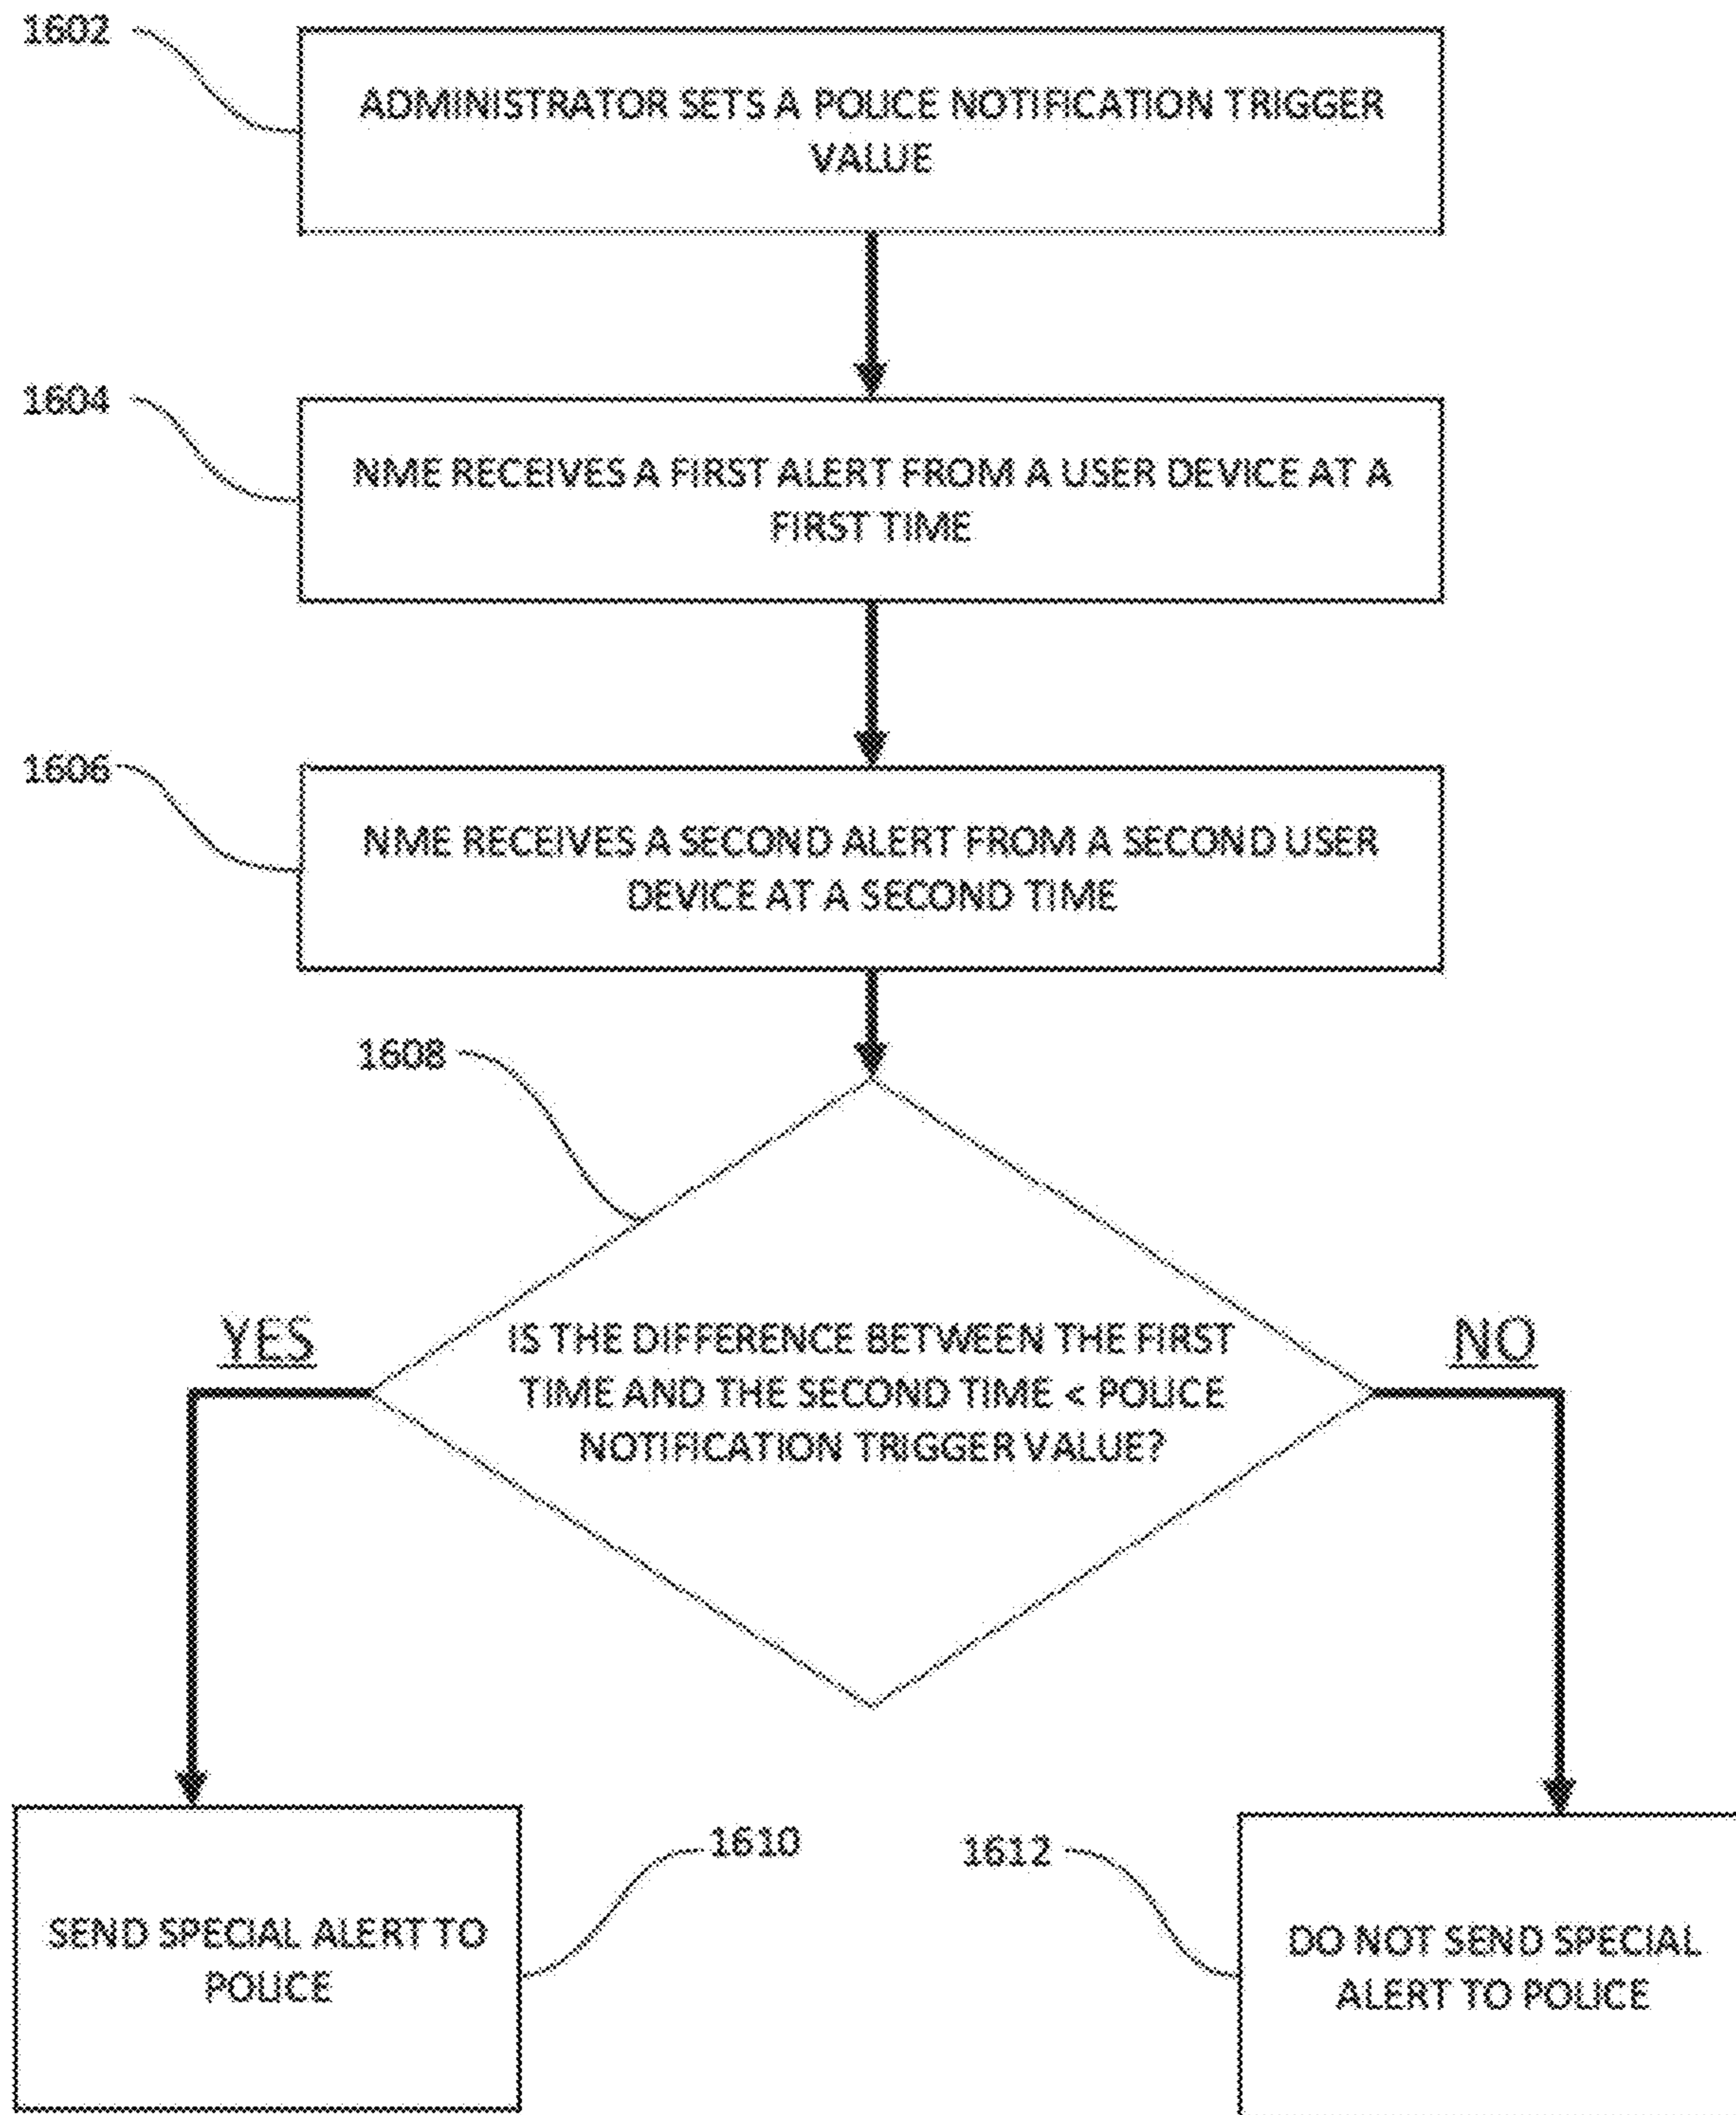 1602
ADMINISTRATOR SETS A POLICE NOTIFICATION TRIGGER
VALUE
1604
NME RECEIVES A FIRST ALERT FROM A USER DEVICE AT A
FIRST TIME
1606
NME RECEIVES A SECOND ALERT FROM A SECOND USER
DEVICE AT A SECOND TIME
1608
YES
NO
IS THE DIFFERENCE BETWEEN THE FIRST
TIME AND THE SECOND TIME < POLICE
NOTIFICATION TRIGGER VALUE?
1610
SEND SPECIAL ALERT TO
POLICE
1612
DO NOT SEND SPECIAL
ALERT TO POLICE